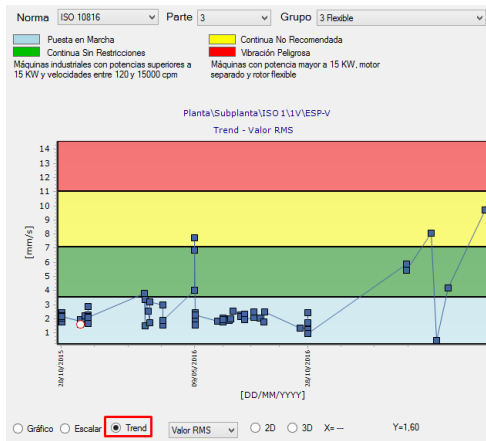 Norma ISO 10816 Parte 3 Grupo 3 Flexible
Puesta en Marcha Continua No Recomendada
Continua Sin Restricciones Vibración Peligrosa
Máquinas industriales con potencias superiores a Máquinas con potencia mayor a 15 KW, motor
15 KW y velocidades entre 120 y 15000 cpm separado y rotor flexible
Planta\Subplanta\ISO 1\1V\ESP-V
Trend - Valor RMS
14
13
12
11
10
9
8
7
6
5
4
3
2
1
[mm/s]
20/10/2015 09/05/2016 26/10/2016
[DD/MM/YYYY]
Gráfico Escalar Trend Valor RMS 2D 3D X= --- Y=1,60